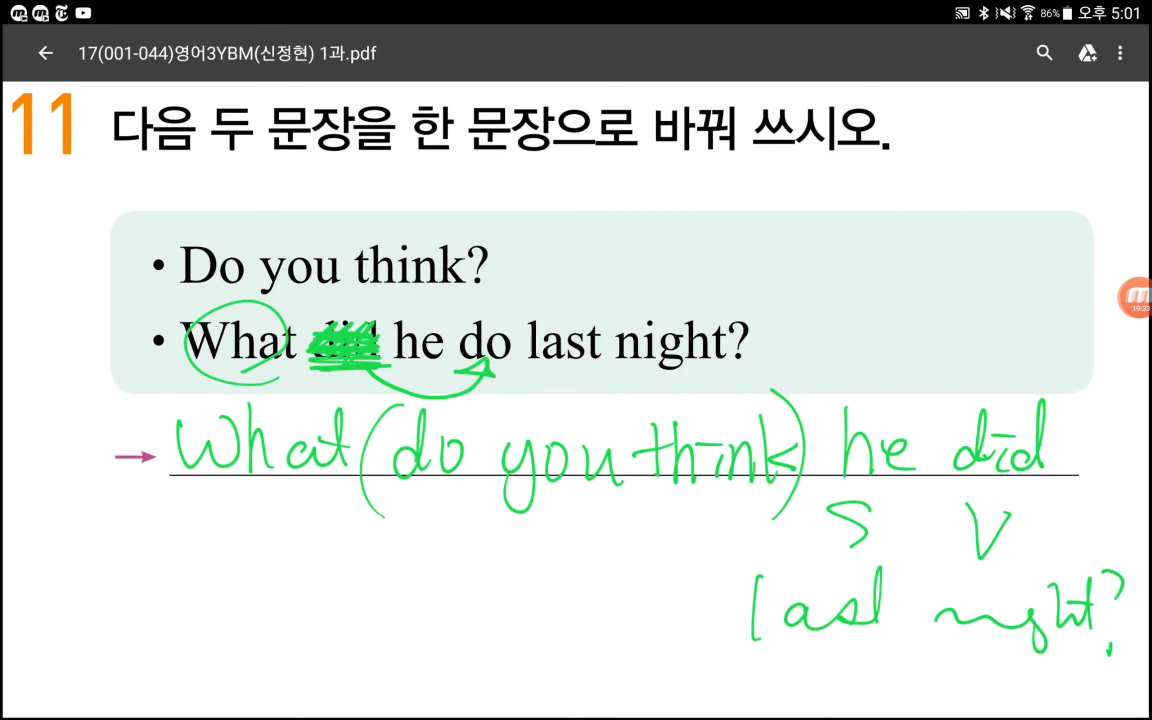 86% 오후 5:01
17(001-044)영어3YBM(신정현) 1과.pdf
11 다음 두 문장을 한 문장으로 바꿔 쓰시오.
• Do you think?
• What did he do last night?
19:33
→ What (do you think) he did
S V
last night?